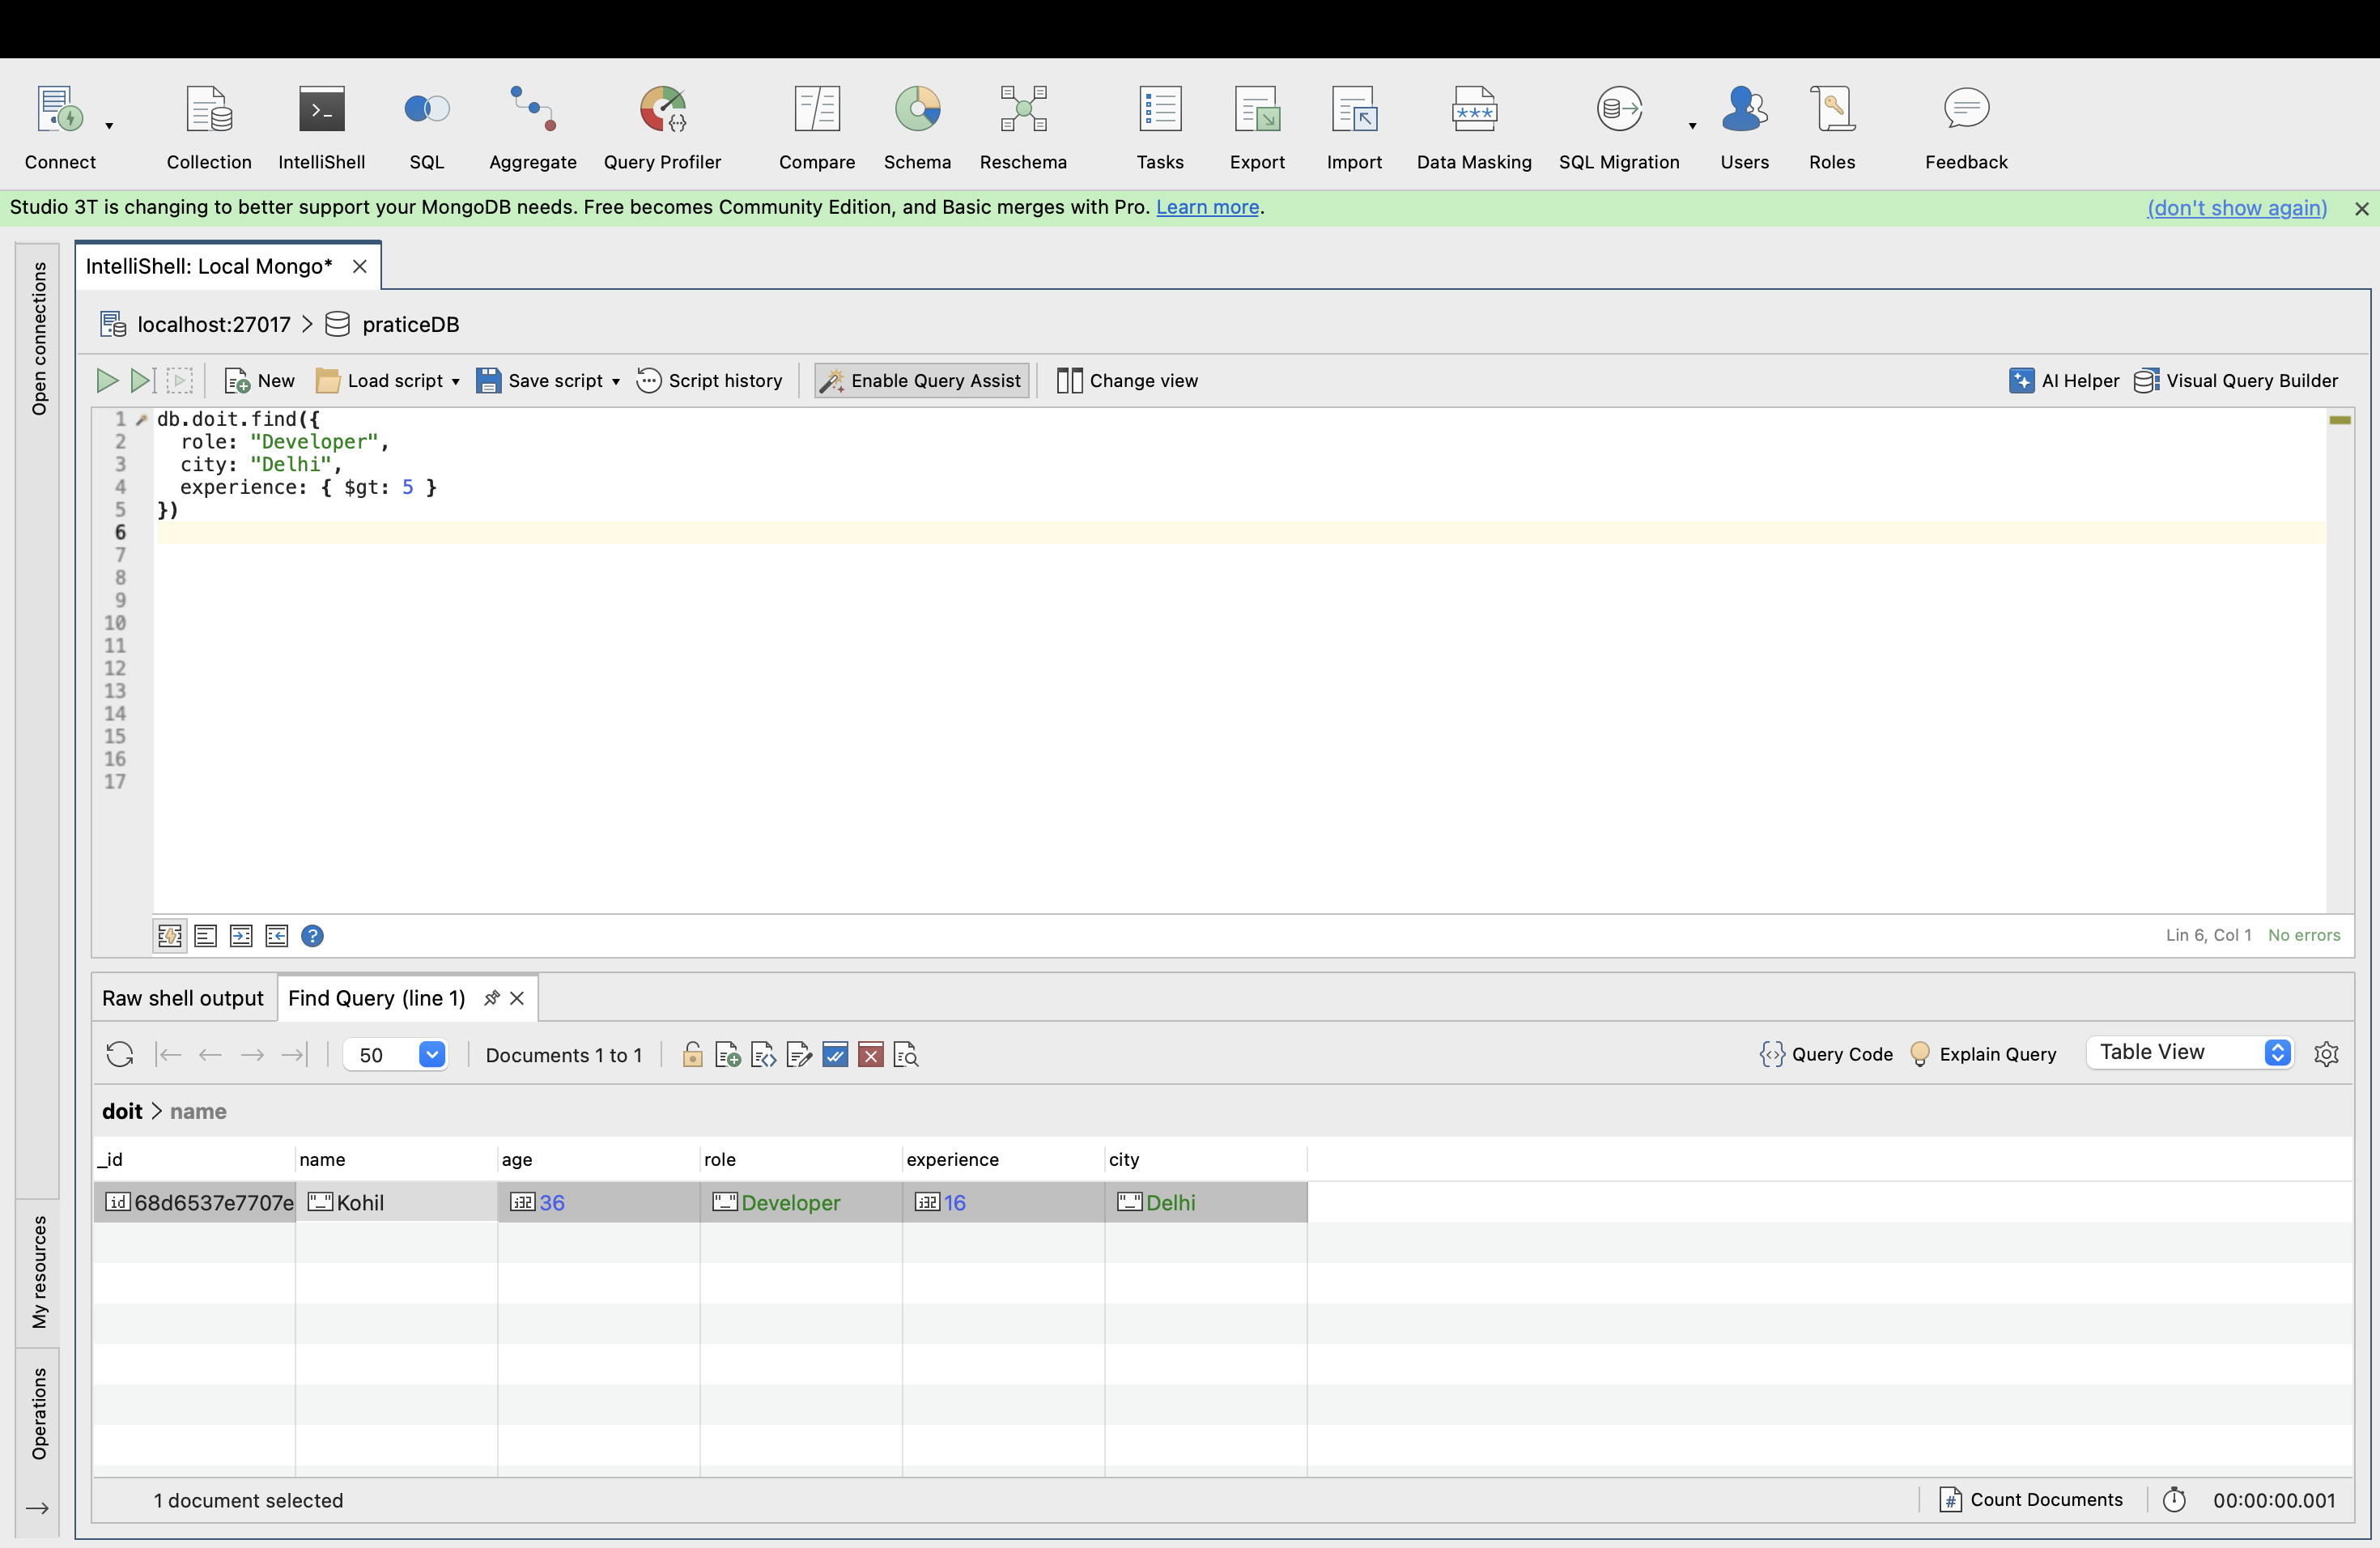 Connect Collection IntelliShell SQL Aggregate Query Profiler Compare Schema Reschema Tasks Export Import Data Masking SQL Migration Users Roles Feedback
Studio 3T is changing to better support your MongoDB needs. Free becomes Community Edition, and Basic merges with Pro. Learn more. (don't show again)
Open connections
IntelliShell: Local Mongo*
localhost:27017 > praticeDB
New Load script Save script Script history Enable Query Assist Change view AI Helper Visual Query Builder
1 db.doit.find({
2 role: "Developer",
3 city: "Delhi",
4 experience: { $gt: 5 }
5 })
6
7
8
9
10
11
12
13
14
15
16
17
Lin 6, Col 1 No errors
Raw shell output Find Query (line 1)
50 Documents 1 to 1 Query Code Explain Query Table View
doit > name
_id name age role experience city
68d6537e7707e Kohil 36 Developer 16 Delhi
My resources
Operations
1 document selected Count Documents 00:00:00.001